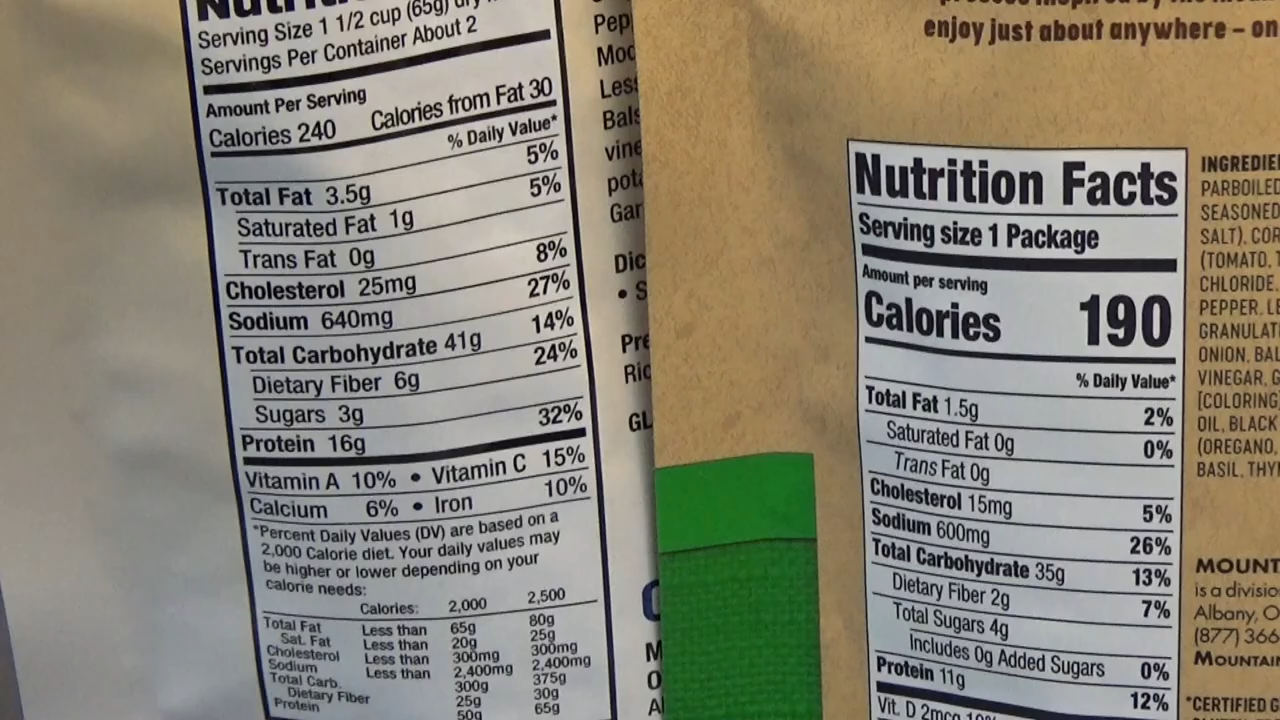 Serving Size 1 1/2 cup (65g)
Servings Per Container About 2
Amount Per Serving
Calories 240 Calories from Fat 30
% Daily Value*
Total Fat 3.5g 5%
Saturated Fat 1g 5%
Trans Fat 0g
Cholesterol 25mg 8%
Sodium 640mg 27%
Total Carbohydrate 41g 14%
Dietary Fiber 6g 24%
Sugars 3g
Protein 16g 32%
Vitamin A 10% • Vitamin C 15%
Calcium 6% • Iron 10%
*Percent Daily Values (DV) are based on a
2,000 Calorie diet. Your daily values may
be higher or lower depending on your
calorie needs:
Calories: 2,000 2,500
Total Fat Less than 65g 80g
Sat. Fat Less than 20g 25g
Cholesterol Less than 300mg 300mg
Sodium Less than 2,400mg 2,400mg
Total Carb. 300g 375g
Dietary Fiber 25g 30g
Protein 50g 65g
Pep
Moc
Less
Bals
vine
pota
Gar
Dic
• S
Pre
Ric
GL
enjoy just about anywhere – on
Nutrition Facts
Serving size 1 Package
Amount per serving
Calories 190
% Daily Value*
Total Fat 1.5g 2%
Saturated Fat 0g 0%
Trans Fat 0g
Cholesterol 15mg 5%
Sodium 600mg 26%
Total Carbohydrate 35g 13%
Dietary Fiber 2g 7%
Total Sugars 4g
Includes 0g Added Sugars 0%
Protein 11g 12%
Vit. D 2mcg 10%
INGREDIE
PARBOILED
SEASONED
SALT), COR
(TOMATO, T
CHLORIDE,
PEPPER, LE
GRANULAT
ONION, BAL
VINEGAR, G
[COLORING
OIL, BLACK
(OREGANO,
BASIL, THY
MOUNT
is a divisio
Albany, O
(877) 366
MOUNTAIN
*CERTIFIED G